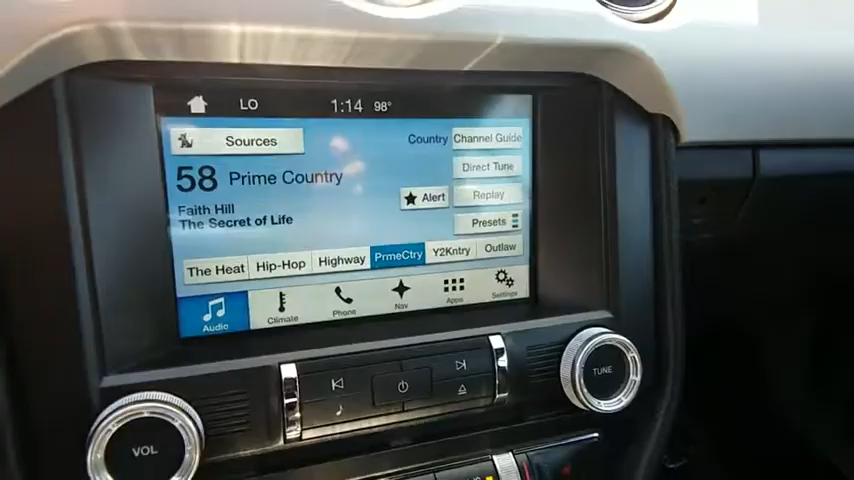 LO 1:14 98°
Sources Country Channel Guide
Direct Tune
58 Prime Country
Alert Replay
Faith Hill
The Secret of Life
Presets
The Heat Hip-Hop Highway PrmeCtry Y2Kntry Outlaw
Audio Climate Phone Nav Apps Settings
TUNE
VOL